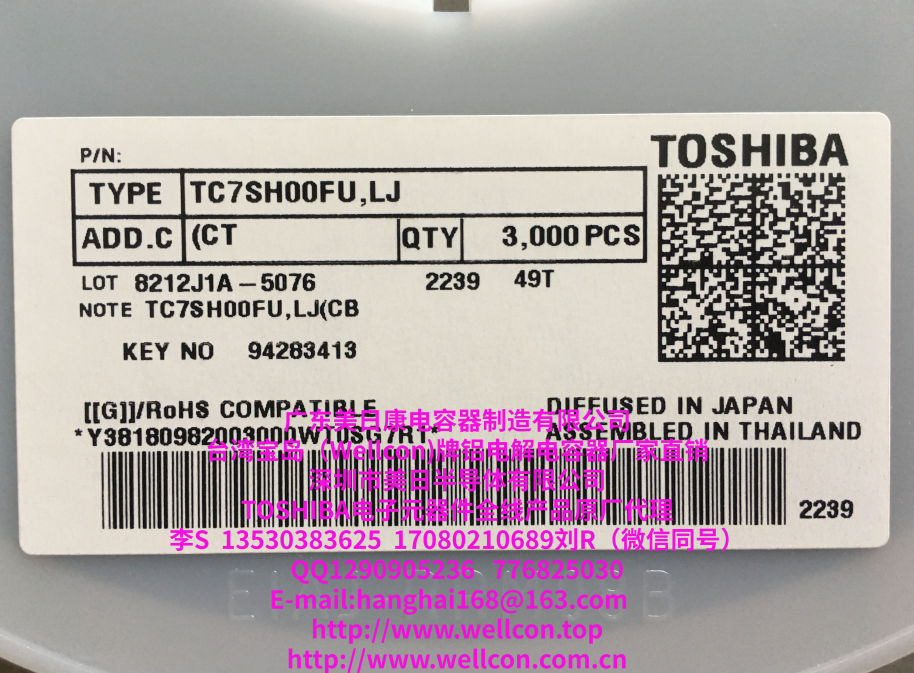 P/N:
TOSHIBA
TYPE TC7SH00FU,LJ
ADD.C (CT QTY 3,000 PCS
LOT 8212J1A-5076 2239 49T
NOTE TC7SH00FU,LJ(CB
KEY NO 94283413
[[G]]/RoHS COMPATIBLE DIFFUSED IN JAPAN
广东美日康电容器制造有限公司
*Y38180982003000WT0SG7RT* ASSEMBLED IN THAILAND
台湾宝岛（Wellcon)牌铝电解电容器厂家直销
深圳市美日半导体有限公司
TOSHIBA电子元器件全线产品原厂代理
2239
李S 13530383625 17080210689刘R（微信同号）
QQ1290905236 776825030
E-mail:hanghai168@163.com
http://www.wellcon.top
http://www.wellcon.com.cn